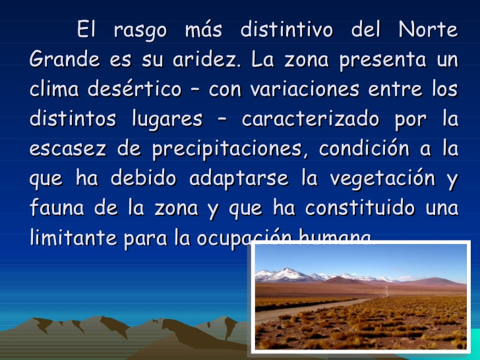 El rasgo más distintivo del Norte
Grande es su aridez. La zona presenta un
clima desértico – con variaciones entre los
distintos lugares – caracterizado por la
escasez de precipitaciones, condición a la
que ha debido adaptarse la vegetación y
fauna de la zona y que ha constituido una
limitante para la ocupación humana